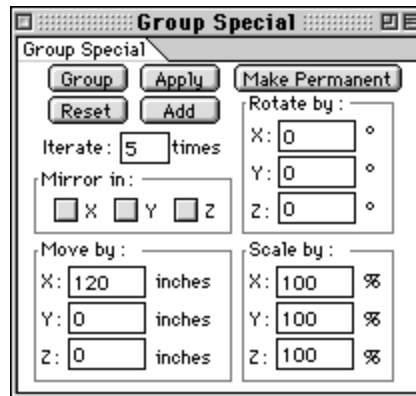 Group Special
Group Special
Group Apply Make Permanent
Reset Add
Iterate: 5 times
Mirror in:
X Y Z
Rotate by:
X: 0 °
Y: 0 °
Z: 0 °
Move by:
X: 120 inches
Y: 0 inches
Z: 0 inches
Scale by:
X: 100 %
Y: 100 %
Z: 100 %